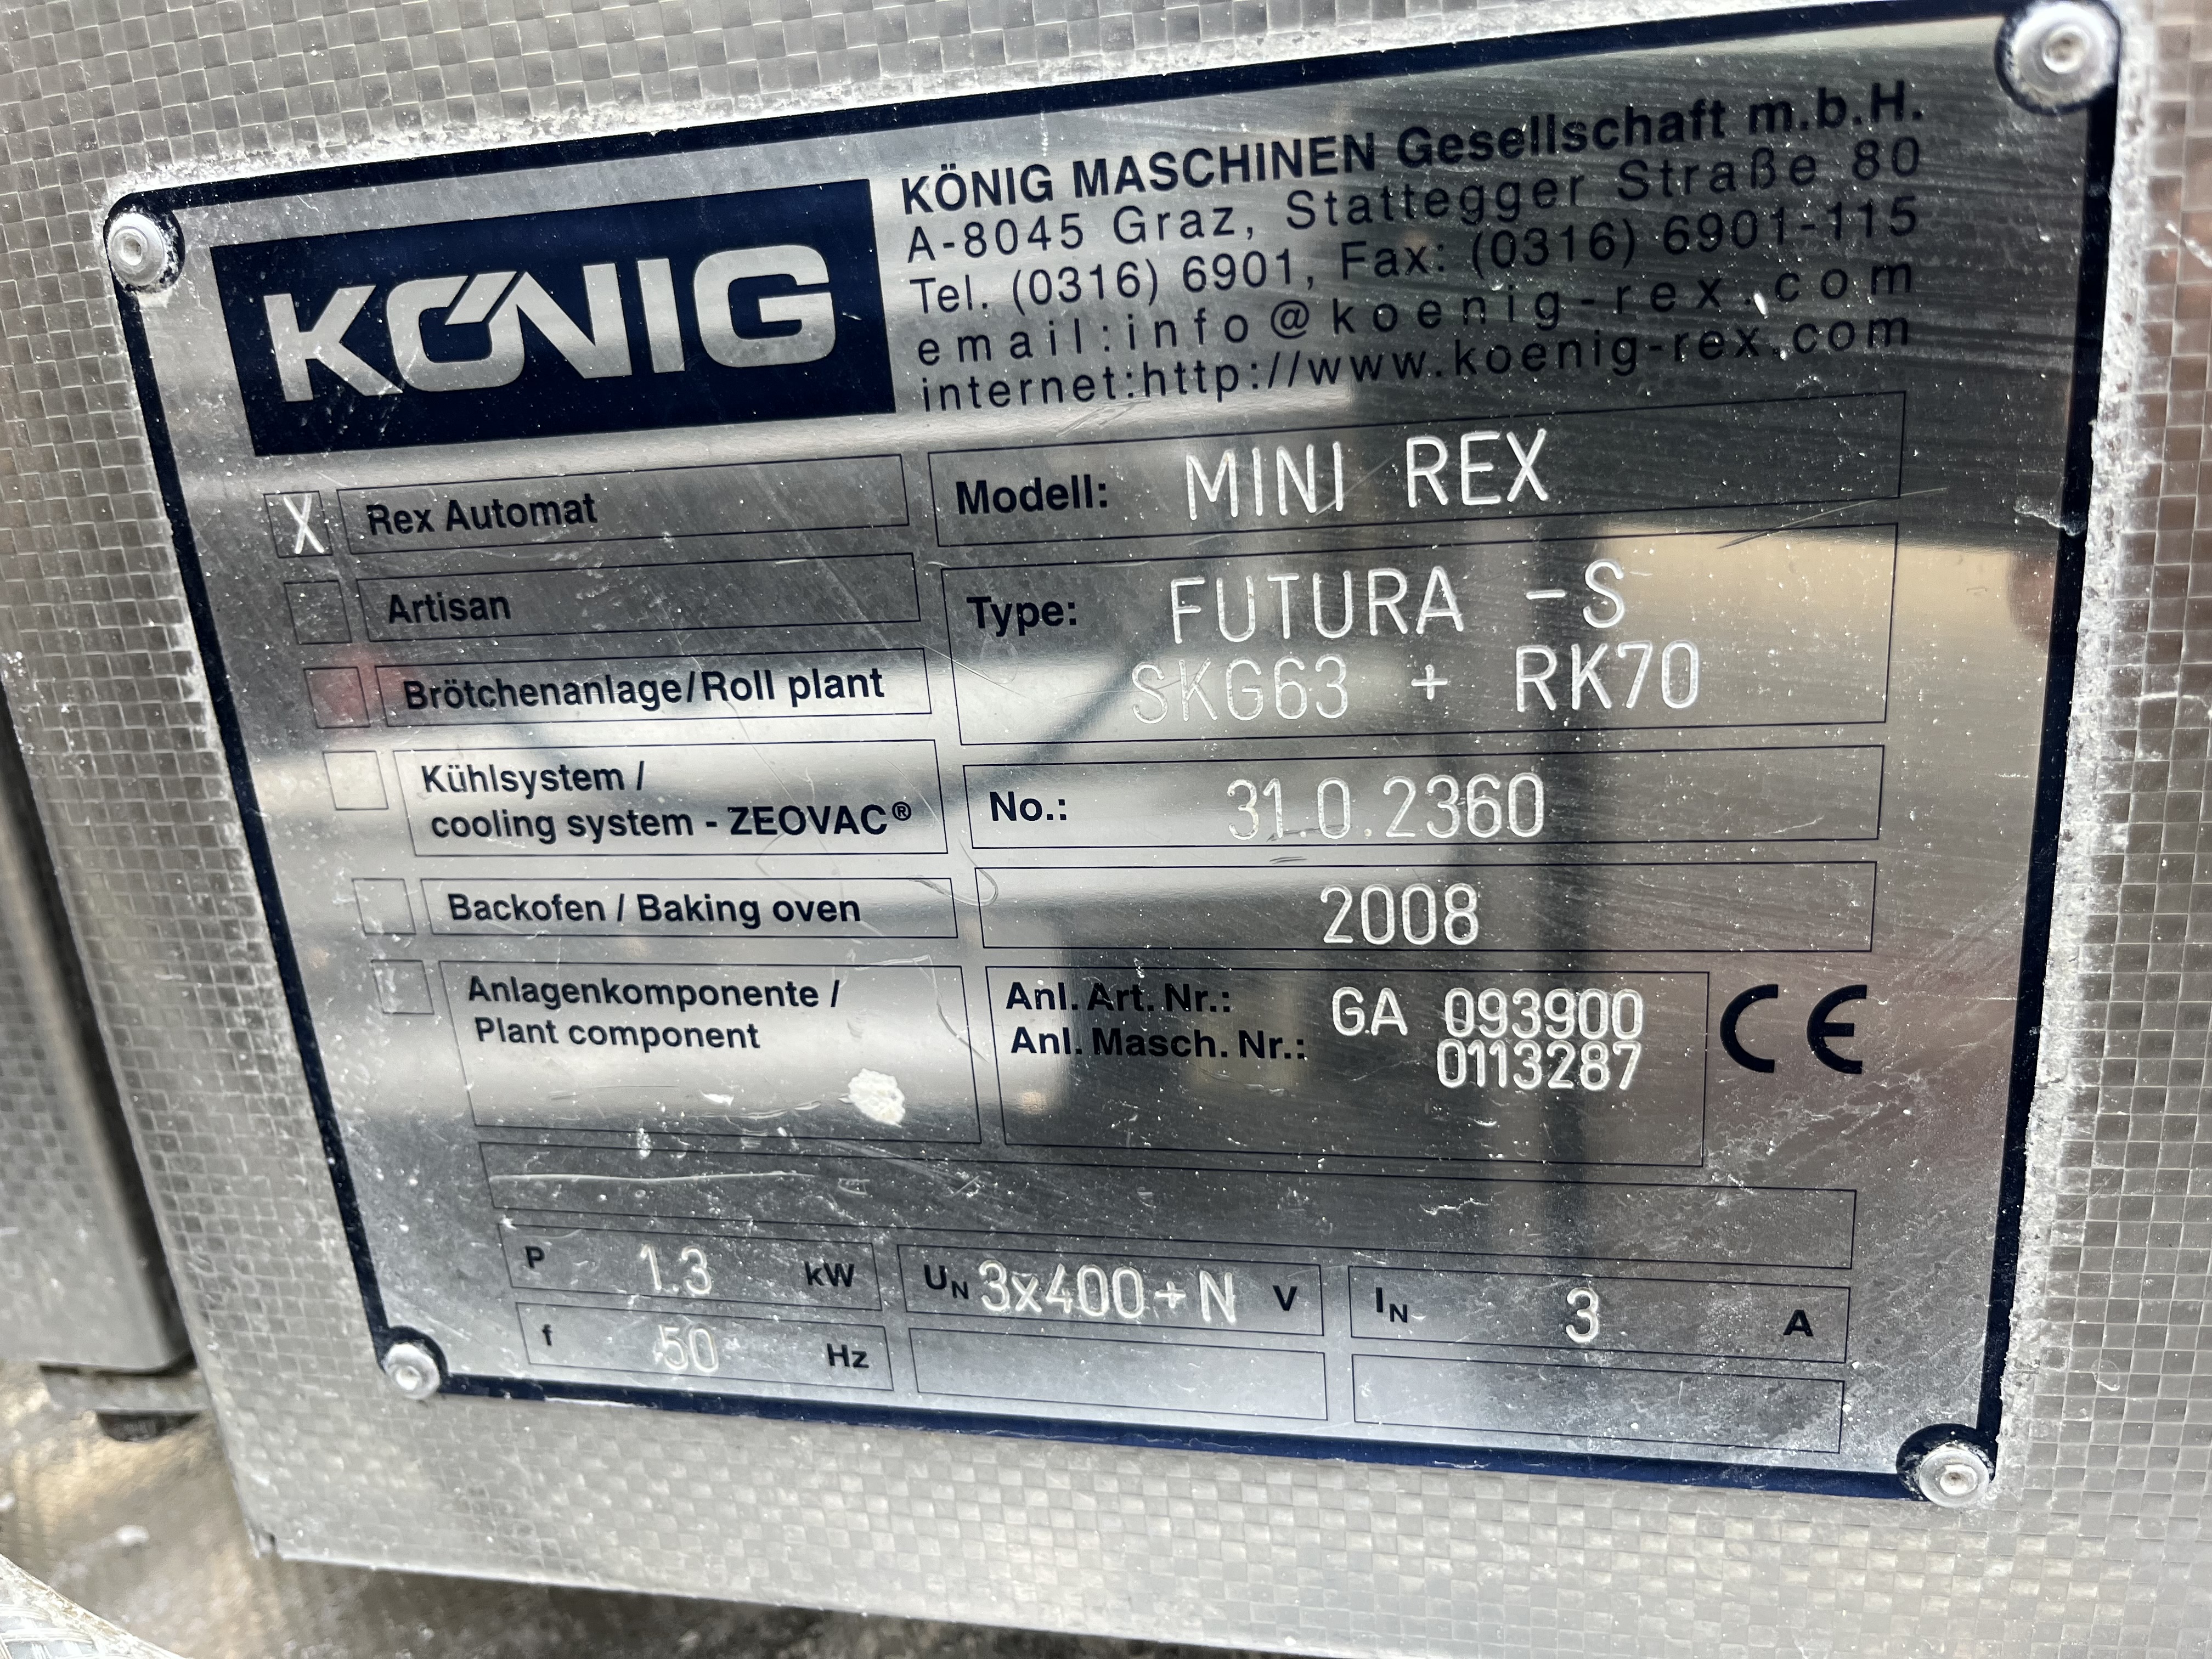 KÖNIG
KÖNIG MASCHINEN Gesellschaft m.b.H.
A-8045 Graz, Stattegger Straße 80
Tel. (0316) 6901, Fax: (0316) 6901-115
email:info@koenig-rex.com
internet:http://www.koenig-rex.com
X Rex Automat
Artisan
Brötchenanlage/Roll plant
Kühlsystem /
cooling system - ZEOVAC®
Backofen / Baking oven
Anlagenkomponente /
Plant component
Modell: MINI REX
Type: FUTURA -S
SKG63 + RK70
No.: 31.0.2360
2008
Anl. Art. Nr.: GA 093900
Anl. Masch. Nr.: 0113287
CE
P 1.3 kW
UN 3x400+N V
IN 3 A
f 50 Hz